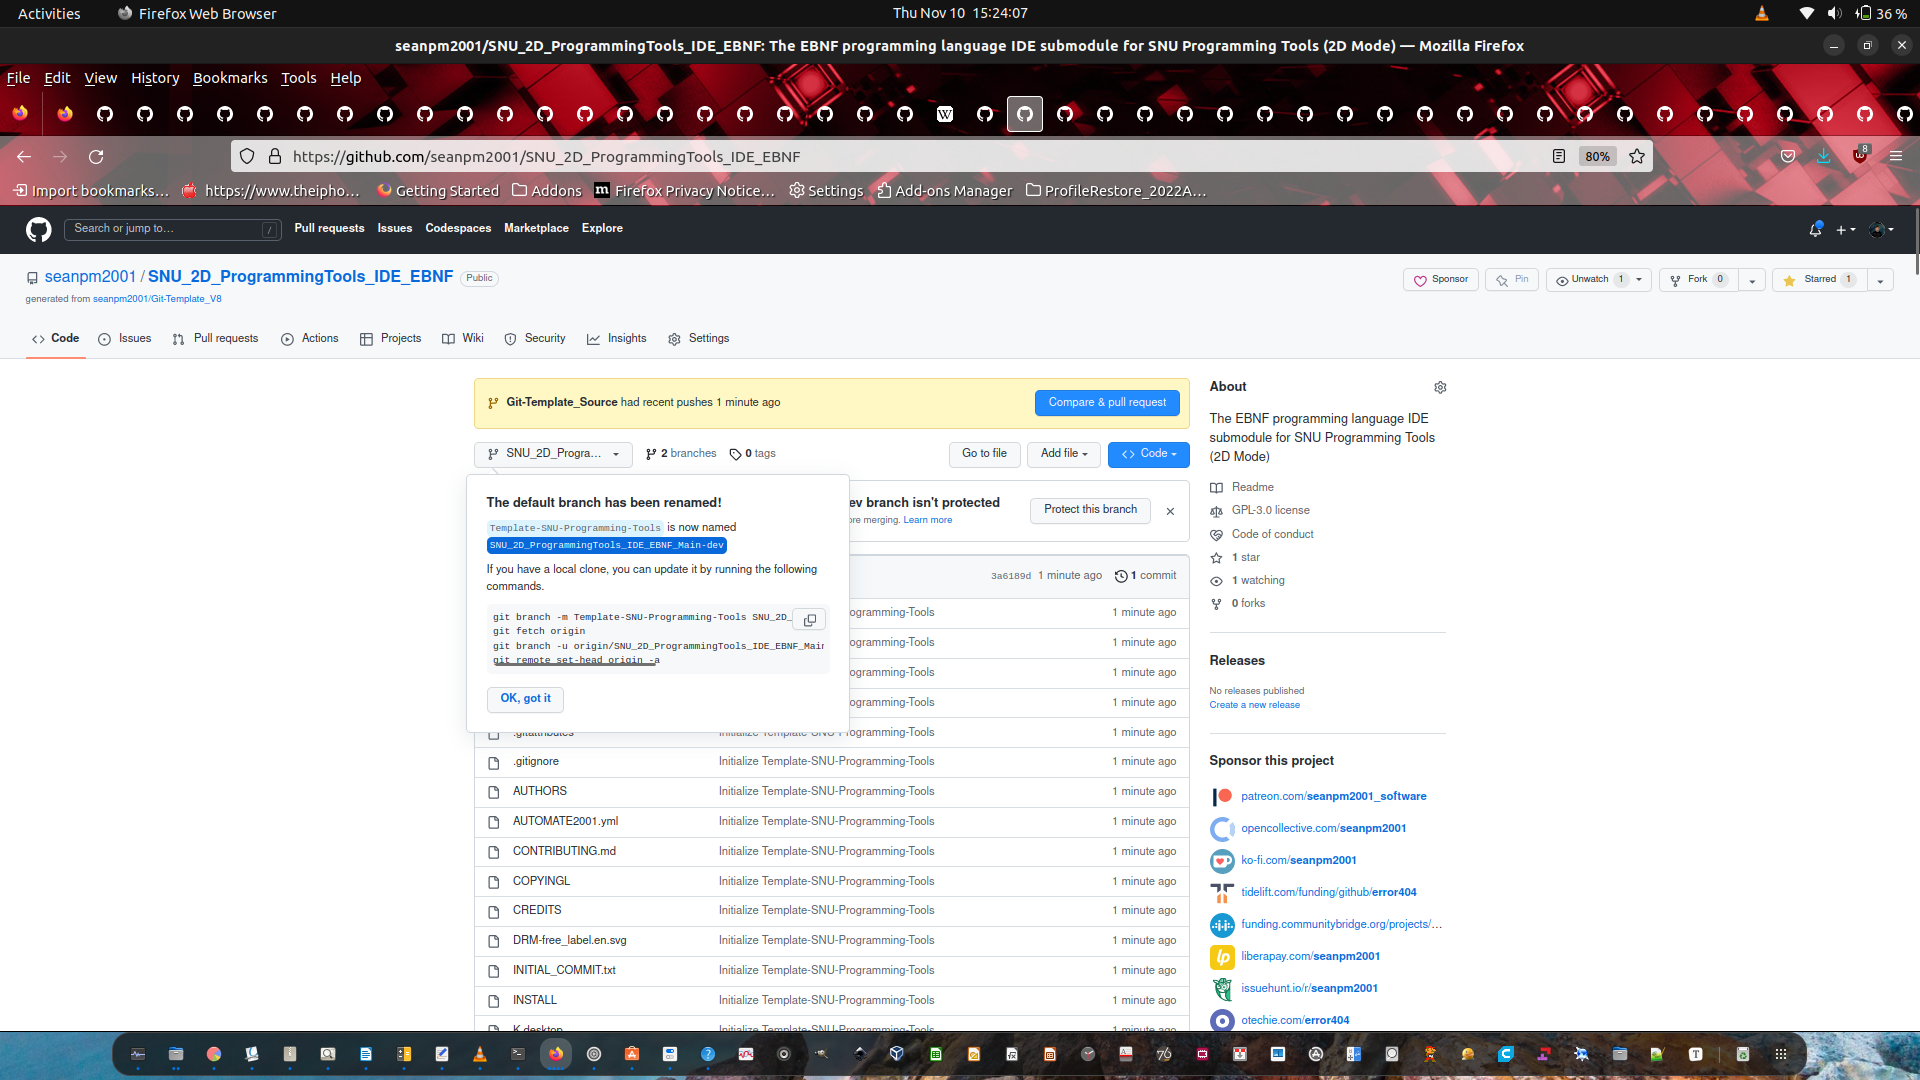 Activities
Firefox Web Browser
Thu Nov 10  15:24:07
36 %
seanpm2001/SNU_2D_ProgrammingTools_IDE_EBNF: The EBNF programming language IDE submodule for SNU Programming Tools (2D Mode) — Mozilla Firefox
File Edit View History Bookmarks Tools Help
https://github.com/seanpm2001/SNU_2D_ProgrammingTools_IDE_EBNF
80%
8
Import bookmarks…
https://www.theipho…
Getting Started
Addons
Firefox Privacy Notice…
Settings
Add-ons Manager
ProfileRestore_2022A…
Search or jump to…
/
Pull requests
Issues
Codespaces
Marketplace
Explore
seanpm2001 / SNU_2D_ProgrammingTools_IDE_EBNF
Public
Sponsor
Pin
Unwatch 1
Fork 0
Starred 1
generated from seanpm2001/Git-Template_V8
Code
Issues
Pull requests
Actions
Projects
Wiki
Security
Insights
Settings
Git-Template_Source had recent pushes 1 minute ago
Compare & pull request
SNU_2D_Progra…
2 branches
0 tags
Go to file
Add file
Code
The default branch has been renamed!
Template-SNU-Programming-Tools is now named
SNU_2D_ProgrammingTools_IDE_EBNF_Main-dev
If you have a local clone, you can update it by running the following
commands.
git branch -m Template-SNU-Programming-Tools SNU_2D_
git fetch origin
git branch -u origin/SNU_2D_ProgrammingTools_IDE_EBNF_Main
git remote set-head origin -a
OK, got it
ev branch isn't protected
ore merging. Learn more
Protect this branch
3a6189d 1 minute ago
1 commit
ogramming-Tools 1 minute ago
ogramming-Tools 1 minute ago
ogramming-Tools 1 minute ago
ogramming-Tools 1 minute ago
.gitattributes Initialize Template-SNU-Programming-Tools 1 minute ago
.gitignore Initialize Template-SNU-Programming-Tools 1 minute ago
AUTHORS Initialize Template-SNU-Programming-Tools 1 minute ago
AUTOMATE2001.yml Initialize Template-SNU-Programming-Tools 1 minute ago
CONTRIBUTING.md Initialize Template-SNU-Programming-Tools 1 minute ago
COPYINGL Initialize Template-SNU-Programming-Tools 1 minute ago
CREDITS Initialize Template-SNU-Programming-Tools 1 minute ago
DRM-free_label.en.svg Initialize Template-SNU-Programming-Tools 1 minute ago
INITIAL_COMMIT.txt Initialize Template-SNU-Programming-Tools 1 minute ago
INSTALL Initialize Template-SNU-Programming-Tools 1 minute ago
K.desktop Initialize Template-SNU-Programming-Tools 1 minute ago
About
The EBNF programming language IDE
submodule for SNU Programming Tools
(2D Mode)
Readme
GPL-3.0 license
Code of conduct
1 star
1 watching
0 forks
Releases
No releases published
Create a new release
Sponsor this project
patreon.com/seanpm2001_software
opencollective.com/seanpm2001
ko-fi.com/seanpm2001
tidelift.com/funding/github/error404
funding.communitybridge.org/projects/…
liberapay.com/seanpm2001
issuehunt.io/r/seanpm2001
otechie.com/error404